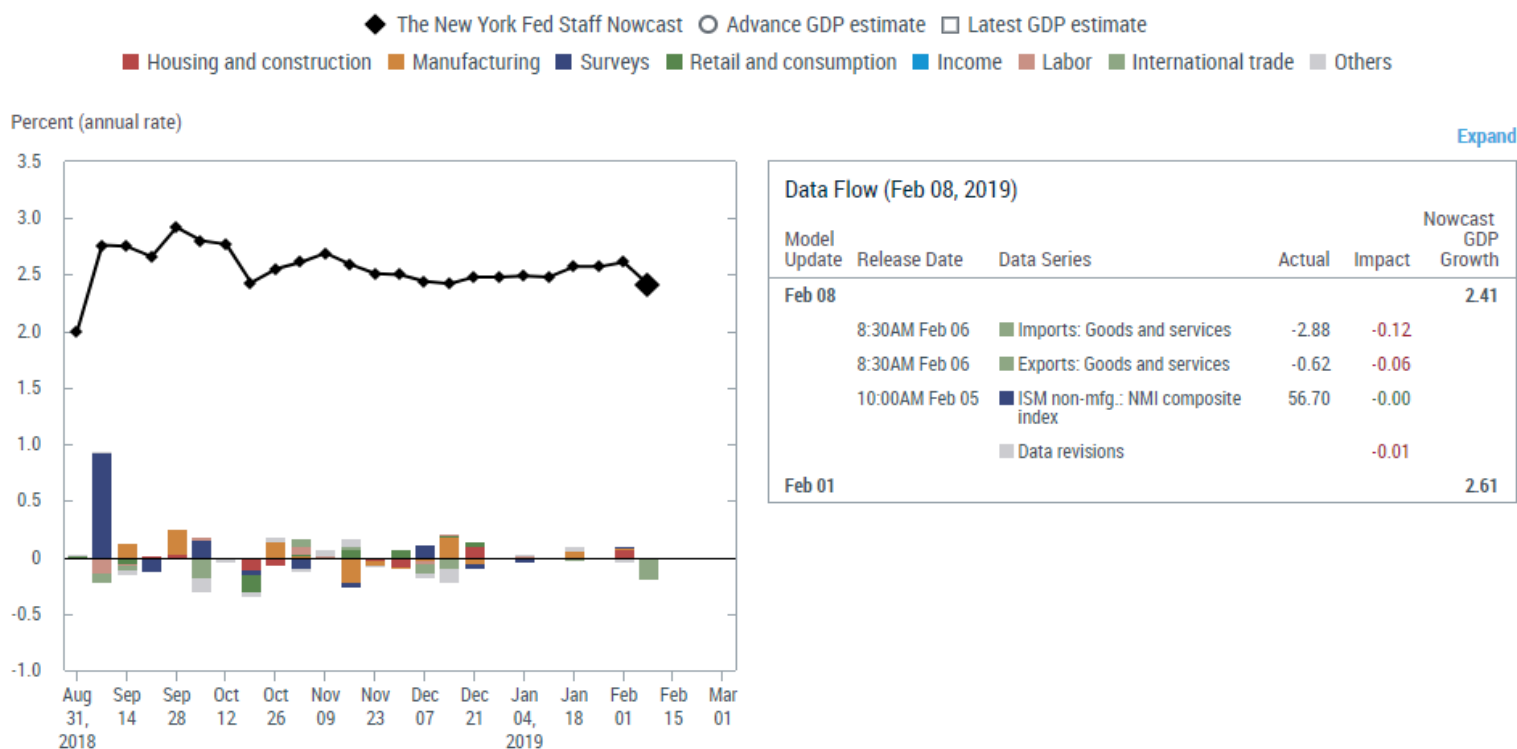 The New York Fed Staff Nowcast Advance GDP estimate Latest GDP estimate
Housing and construction Manufacturing Surveys Retail and consumption Income Labor International trade Others
Percent (annual rate)
Expand
3.5
3.0
2.5
2.0
1.5
1.0
0.5
0
-0.5
-1.0
Aug 31, 2018
Sep 14
Sep 28
Oct 12
Oct 26
Nov 09
Nov 23
Dec 07
Dec 21
Jan 04, 2019
Jan 18
Feb 01
Feb 15
Mar 01
Data Flow (Feb 08, 2019)
Model Update Release Date Data Series Actual Impact Nowcast GDP Growth
Feb 08 2.41
8:30AM Feb 06 Imports: Goods and services -2.88 -0.12
8:30AM Feb 06 Exports: Goods and services -0.62 -0.06
10:00AM Feb 05 ISM non-mfg.: NMI composite index 56.70 -0.00
Data revisions -0.01
Feb 01 2.61